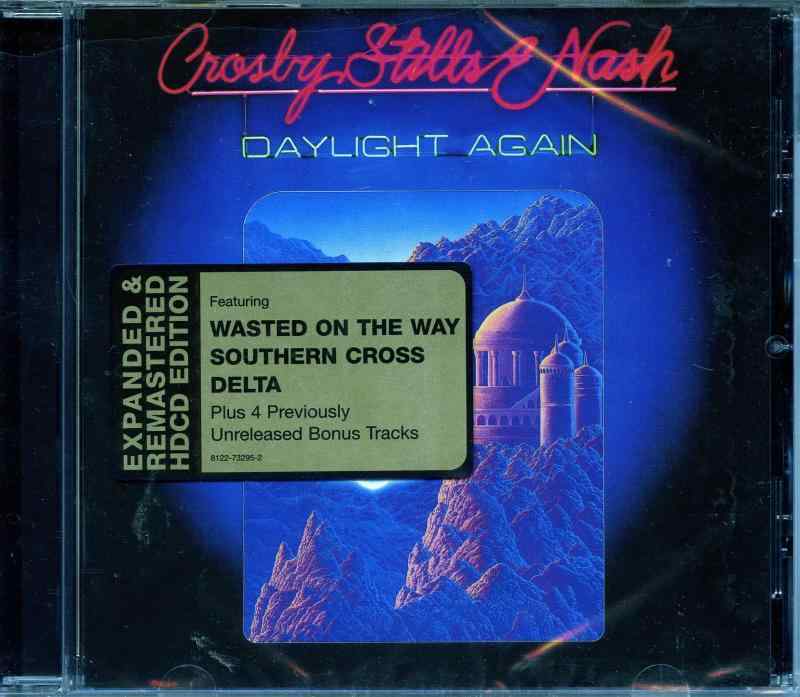 Crosby, Stills & Nash
DAYLIGHT AGAIN
EXPANDED &
REMASTERED
HDCD EDITION
Featuring
WASTED ON THE WAY
SOUTHERN CROSS
DELTA
Plus 4 Previously
Unreleased Bonus Tracks
8122-73295-2